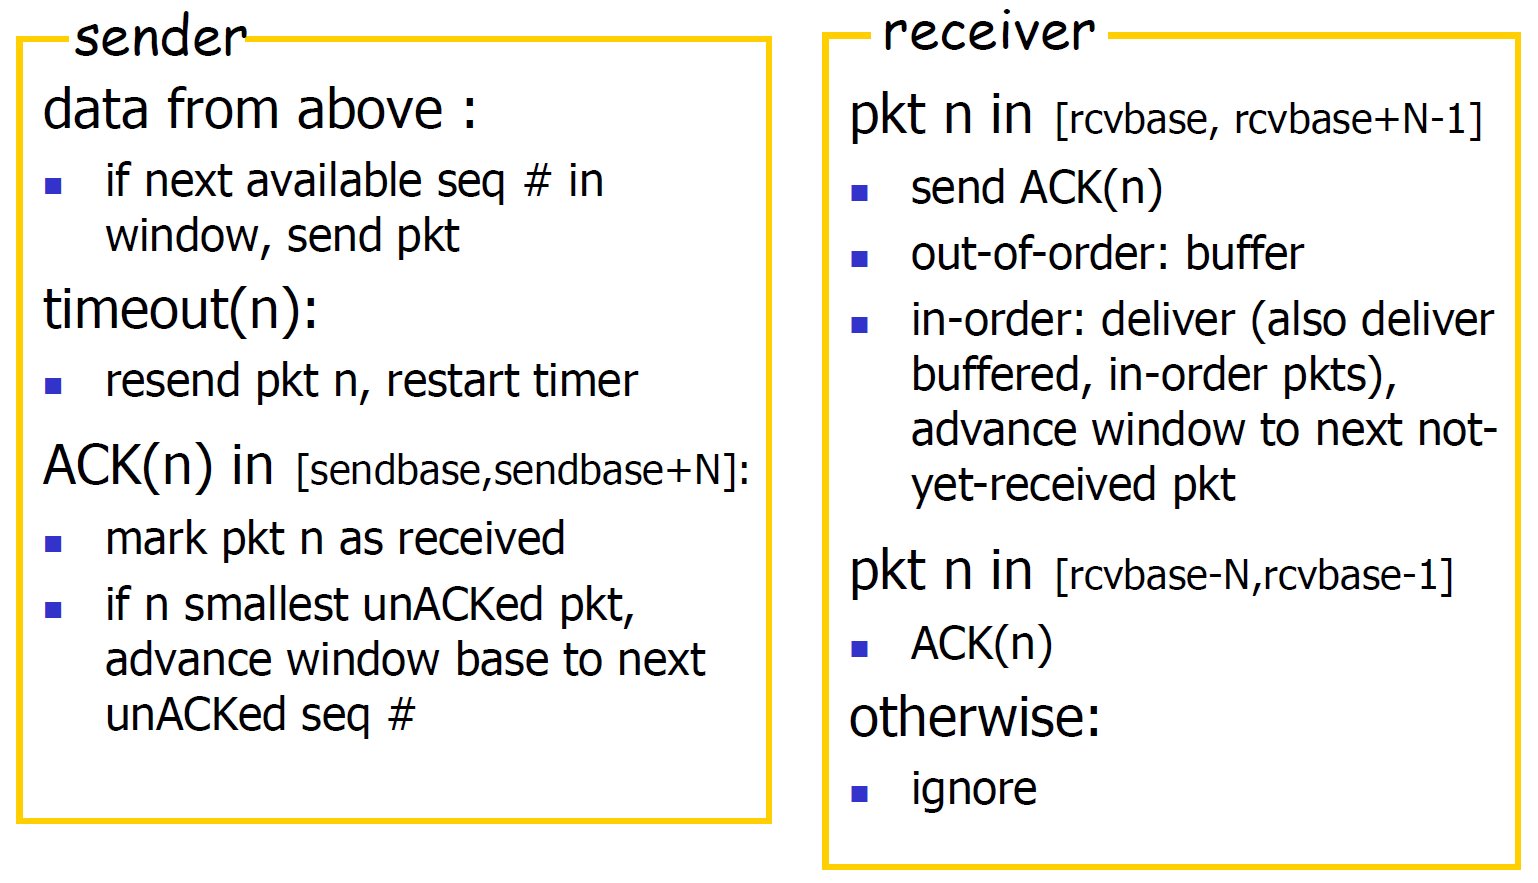 sender
data from above :
▪ if next available seq # in
window, send pkt
timeout(n):
▪ resend pkt n, restart timer
ACK(n) in [sendbase,sendbase+N]:
▪ mark pkt n as received
▪ if n smallest unACKed pkt,
advance window base to next
unACKed seq #
receiver
pkt n in [rcvbase, rcvbase+N-1]
▪ send ACK(n)
▪ out-of-order: buffer
▪ in-order: deliver (also deliver
buffered, in-order pkts),
advance window to next not-
yet-received pkt
pkt n in [rcvbase-N,rcvbase-1]
▪ ACK(n)
otherwise:
▪ ignore